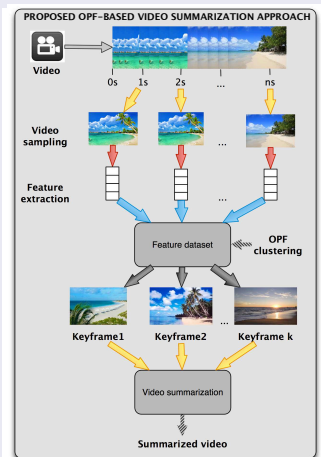 PROPOSED OPF-BASED VIDEO SUMMARIZATION APPROACH
Video
0s 1s 2s ... ns
Video
sampling
...
Feature
extraction
...
Feature dataset
OPF
clustering
...
Keyframe1 Keyframe2 Keyframe k
Video summarization
Summarized video